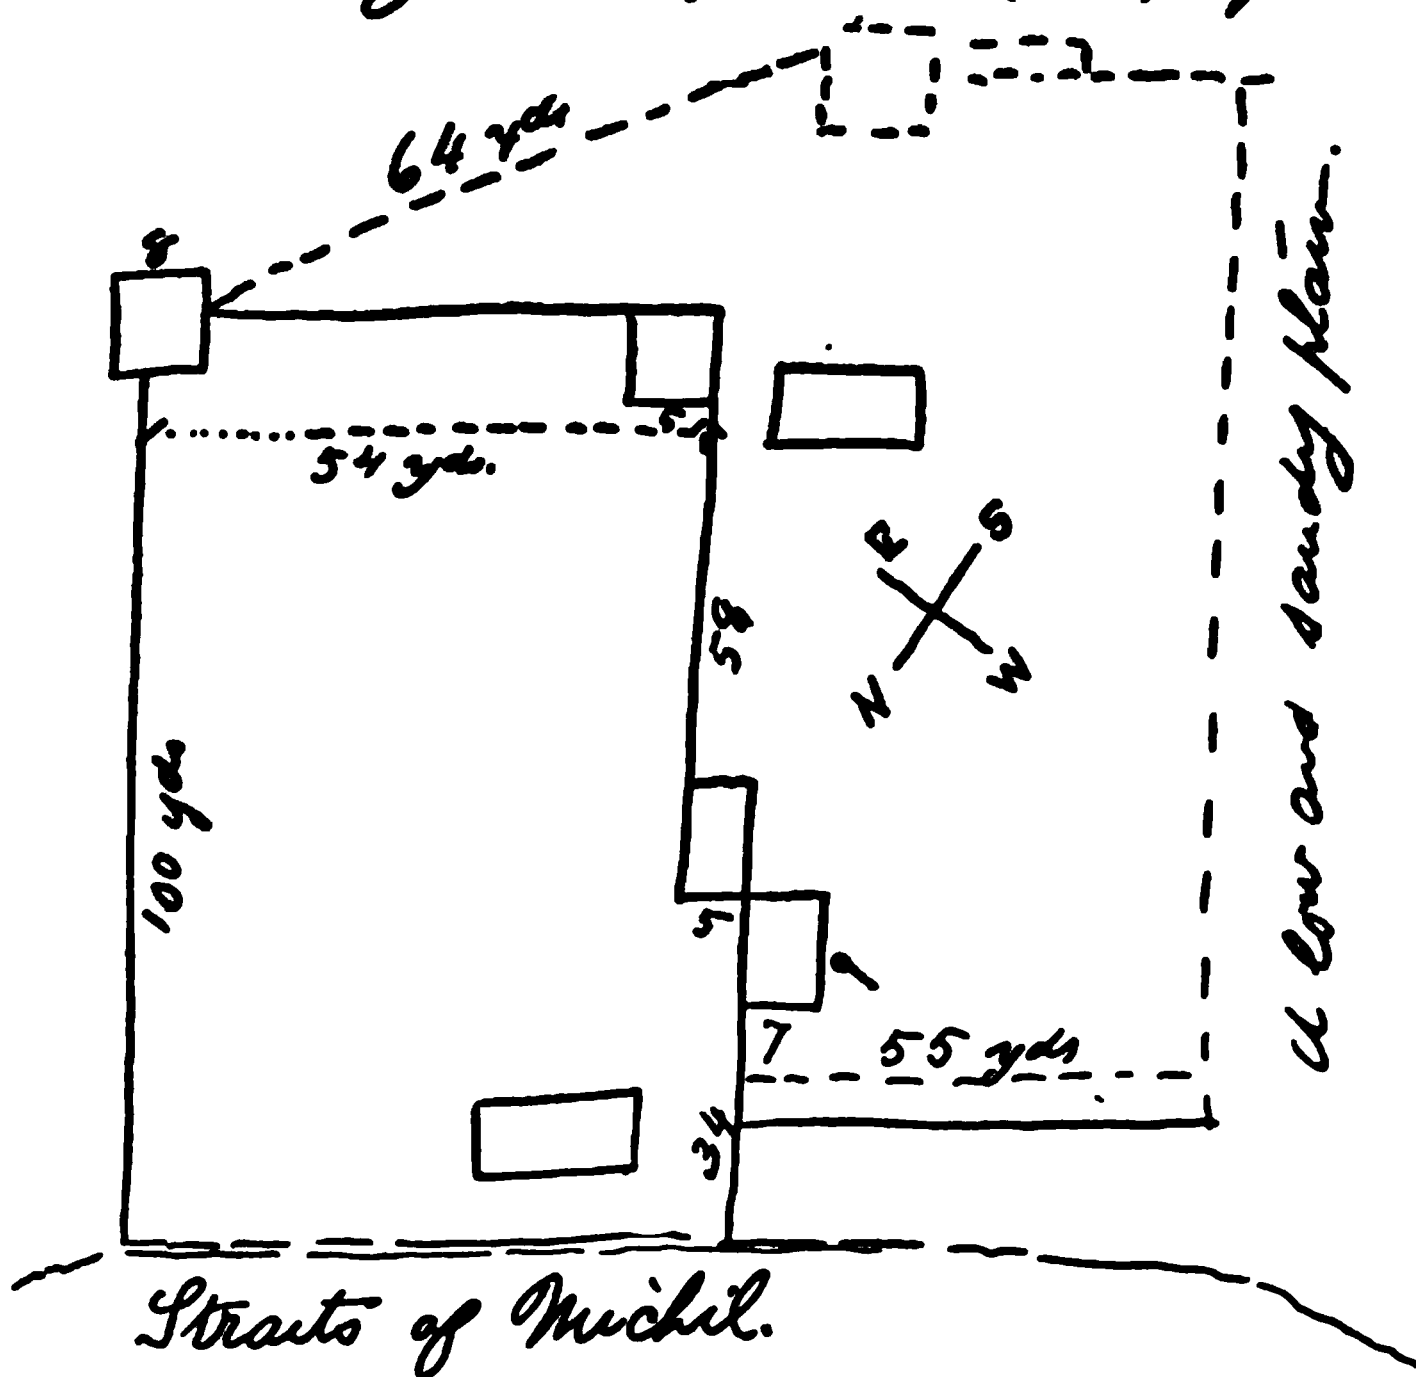 64 yds
8
5
54 yds.
S
E
N
W
58
100 yds
5
7
55 yds
34
A low and sandy plain.
Straits of Michil.